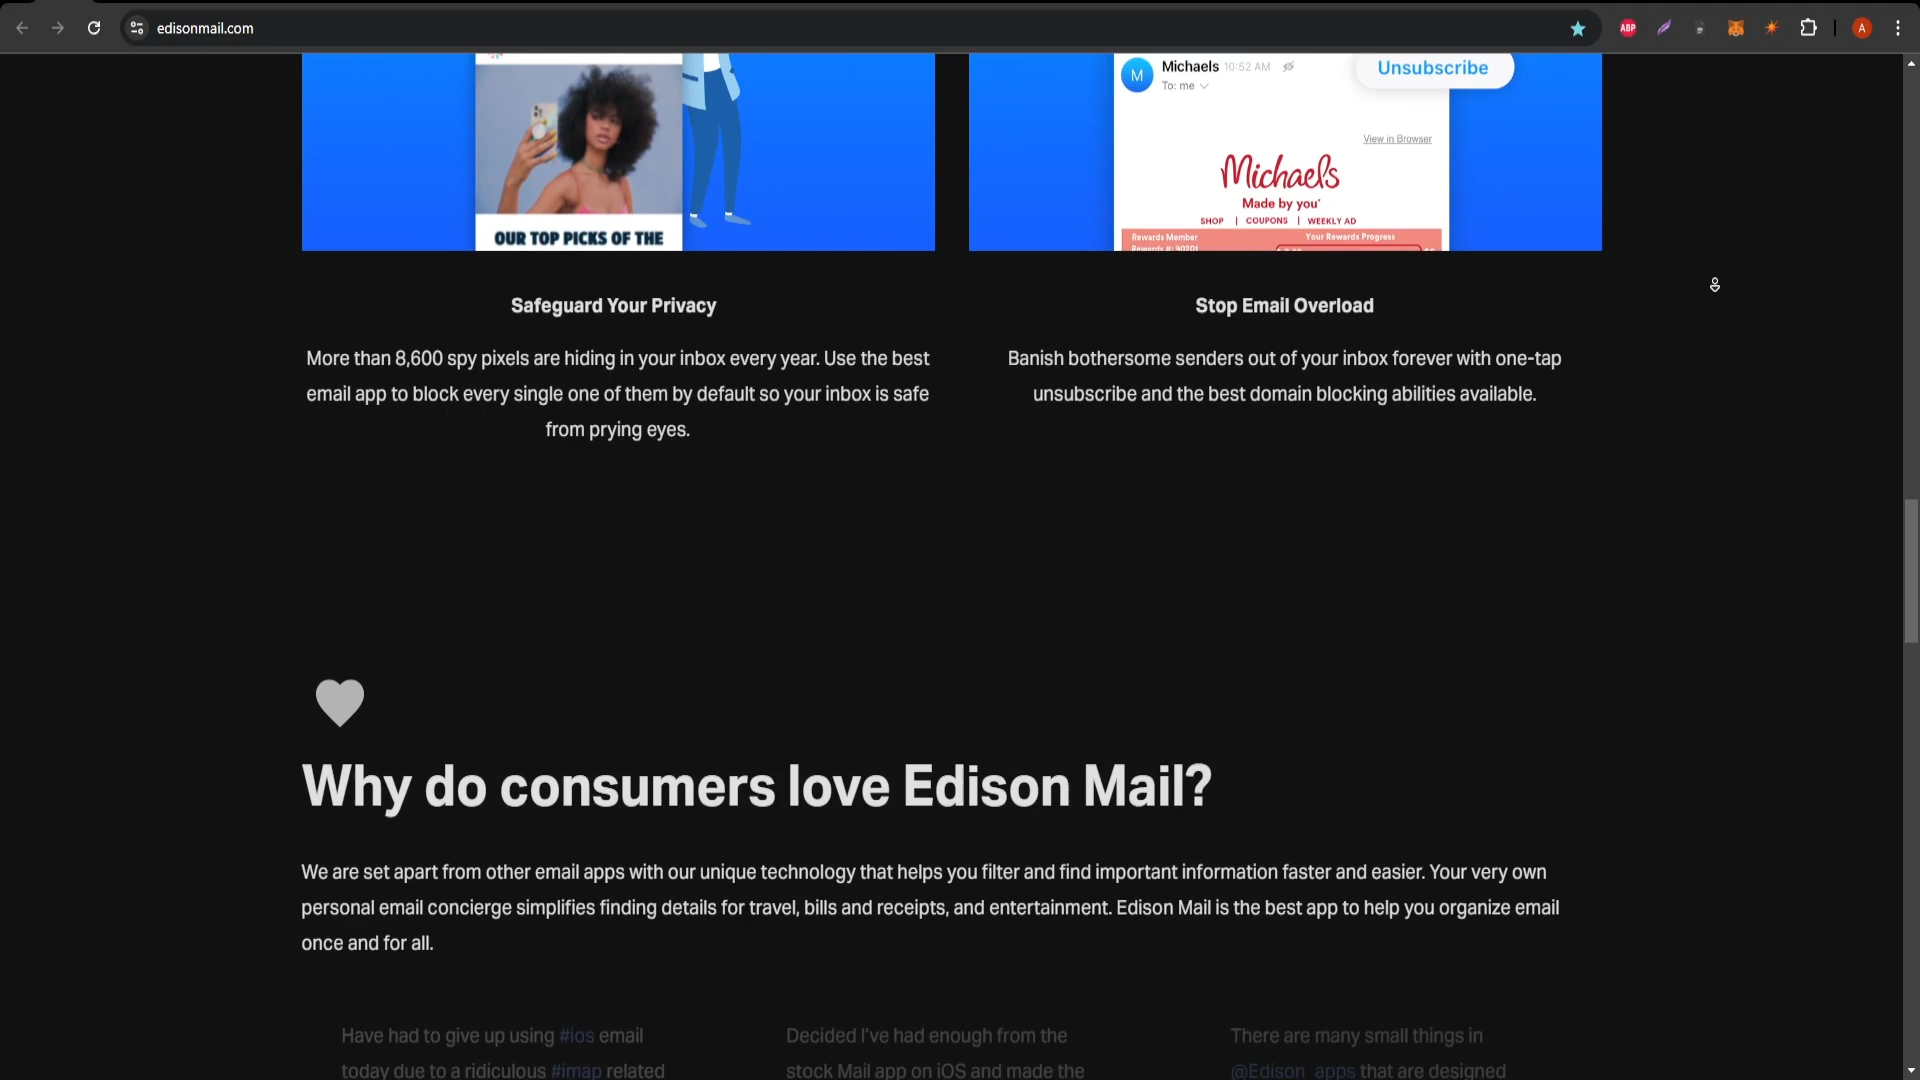 edisonmail.com
ABP
A
M
Michaels 10:52 AM
Unsubscribe
To: me
View in Browser
Michaels
Made by you
SHOP | COUPONS | WEEKLY AD
OUR TOP PICKS OF THE
Rewards Member
Your Rewards Progress
Rewards #: 90201
Safeguard Your Privacy
More than 8,600 spy pixels are hiding in your inbox every year. Use the best
email app to block every single one of them by default so your inbox is safe
from prying eyes.
Stop Email Overload
Banish bothersome senders out of your inbox forever with one-tap
unsubscribe and the best domain blocking abilities available.
Why do consumers love Edison Mail?
We are set apart from other email apps with our unique technology that helps you filter and find important information faster and easier. Your very own
personal email concierge simplifies finding details for travel, bills and receipts, and entertainment. Edison Mail is the best app to help you organize email
once and for all.
Have had to give up using #ios email
today due to a ridiculous #imap related
Decided I've had enough from the
stock Mail app on iOS and made the
There are many small things in
@Edison_apps that are designed